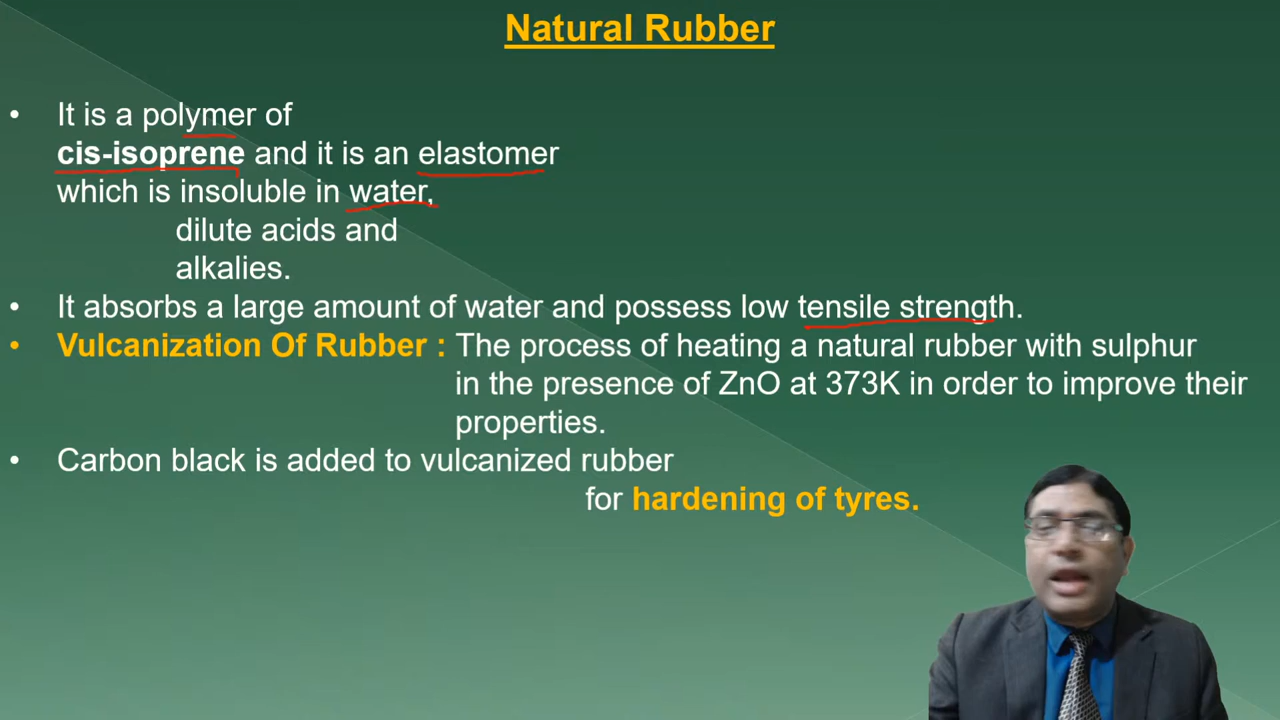 Natural Rubber
• It is a polymer of
cis-isoprene and it is an elastomer
which is insoluble in water,
dilute acids and
alkalies.
• It absorbs a large amount of water and possess low tensile strength.
• Vulcanization Of Rubber : The process of heating a natural rubber with sulphur
in the presence of ZnO at 373K in order to improve their
properties.
• Carbon black is added to vulcanized rubber
for hardening of tyres.